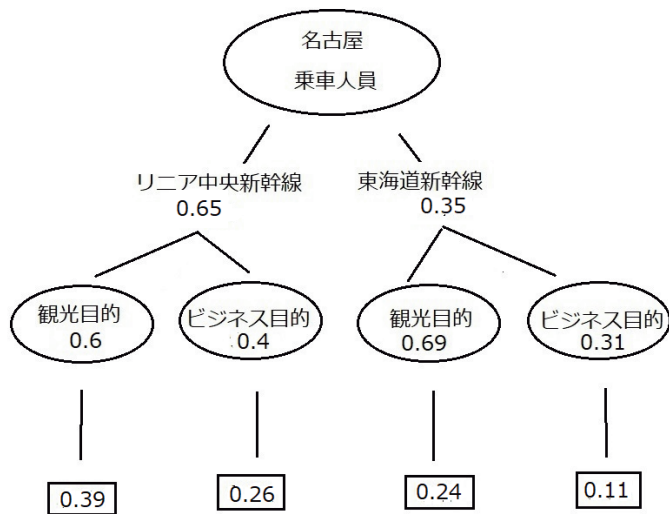 名古屋
乗車人員
リニア中央新幹線
0.65
東海道新幹線
0.35
観光目的
0.6
ビジネス目的
0.4
観光目的
0.69
ビジネス目的
0.31
0.39
0.26
0.24
0.11